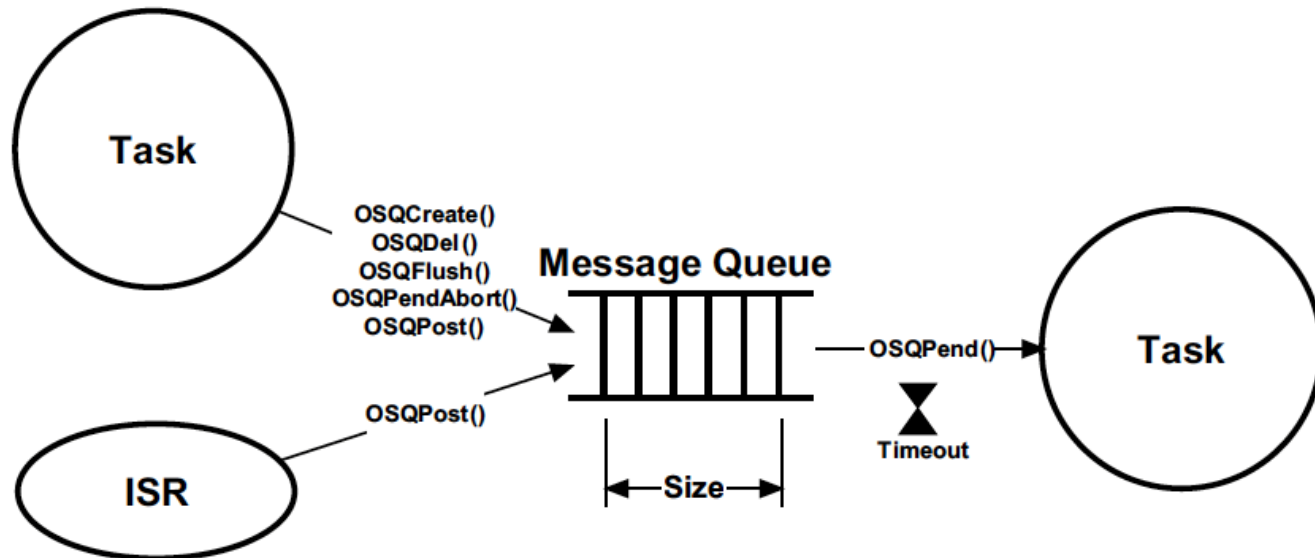 Task
OSQCreate()
OSQDel()
OSQFlush()
OSQPendAbort()
OSQPost()
Message Queue
OSQPend()
Timeout
Task
OSQPost()
ISR
Size